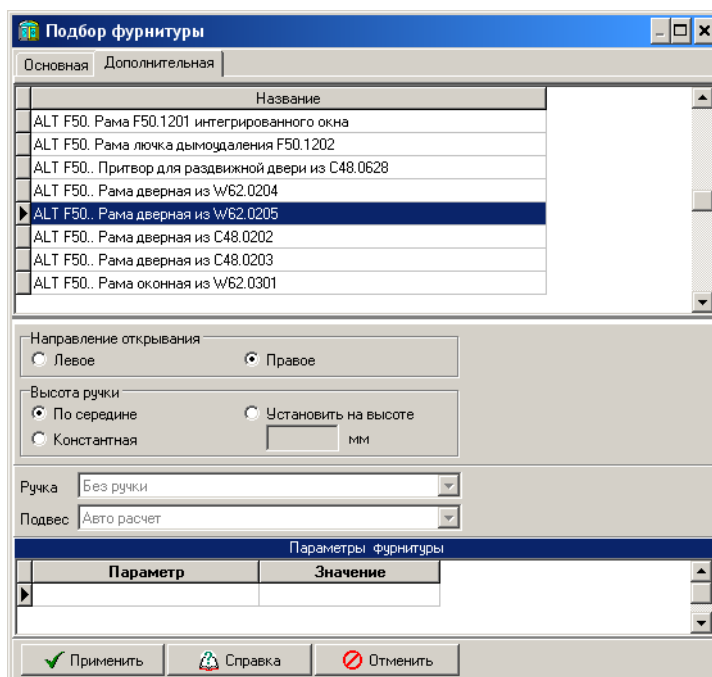 Подбор фурнитуры
Основная Дополнительная
Название
ALT F50. Рама F50.1201 интегрированного окна
ALT F50. Рама лючка дымоудаления F50.1202
ALT F50.. Притвор для раздвижной двери из C48.0628
ALT F50.. Рама дверная из W62.0204
ALT F50.. Рама дверная из W62.0205
ALT F50.. Рама дверная из C48.0202
ALT F50.. Рама дверная из C48.0203
ALT F50.. Рама оконная из W62.0301
Направление открывания
Левое Правое
Высота ручки
По середине Установить на высоте
Константная мм
Ручка Без ручки
Подвес Авто расчет
Параметры фурнитуры
Параметр Значение
Применить Справка Отменить